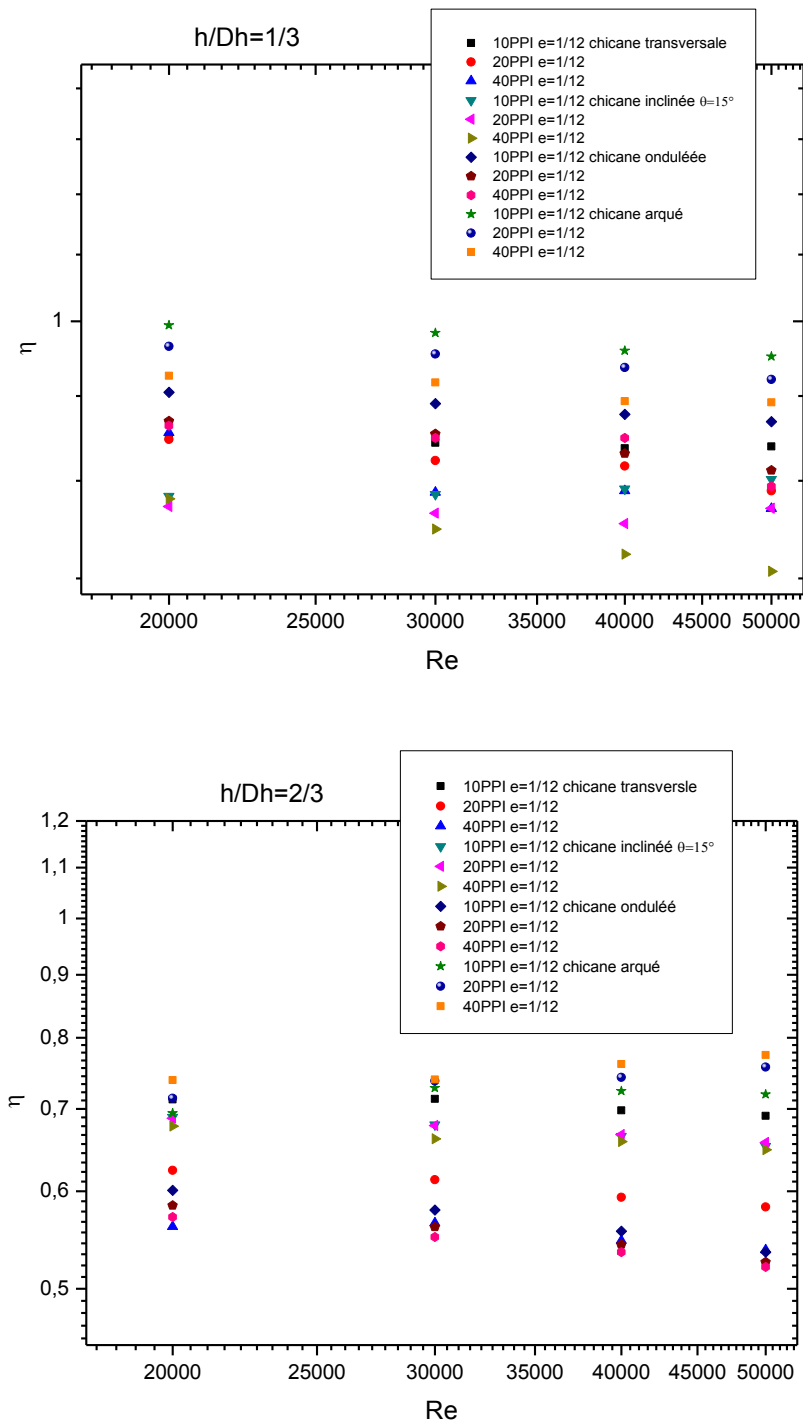 h/Dh=1/3
10PPI e=1/12 chicane transversale
20PPI e=1/12
40PPI e=1/12
10PPI e=1/12 chicane inclinée θ=15°
20PPI e=1/12
40PPI e=1/12
10PPI e=1/12 chicane onduléée
20PPI e=1/12
40PPI e=1/12
10PPI e=1/12 chicane arqué
20PPI e=1/12
40PPI e=1/12
1
η
20000 25000 30000 35000 40000 45000 50000
Re
h/Dh=2/3
10PPI e=1/12 chicane transversle
20PPI e=1/12
40PPI e=1/12
10PPI e=1/12 chicane inclinéé θ=15°
20PPI e=1/12
40PPI e=1/12
10PPI e=1/12 chicane onduléé
20PPI e=1/12
40PPI e=1/12
10PPI e=1/12 chicane arqué
20PPI e=1/12
40PPI e=1/12
1,2
1,1
1
0,9
0,8
0,7
0,6
0,5
η
20000 25000 30000 35000 40000 45000 50000
Re